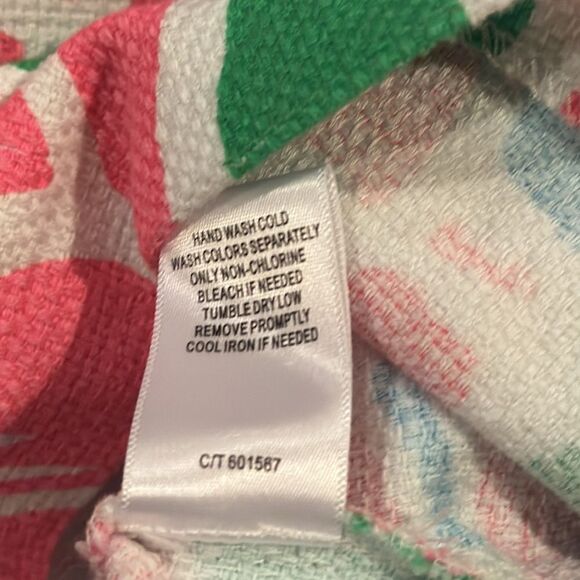 HAND WASH COLD
WASH COLORS SEPARATELY
ONLY NON-CHLORINE
BLEACH IF NEEDED
TUMBLE DRY LOW
REMOVE PROMPTLY
COOL IRON IF NEEDED
C/T 601567